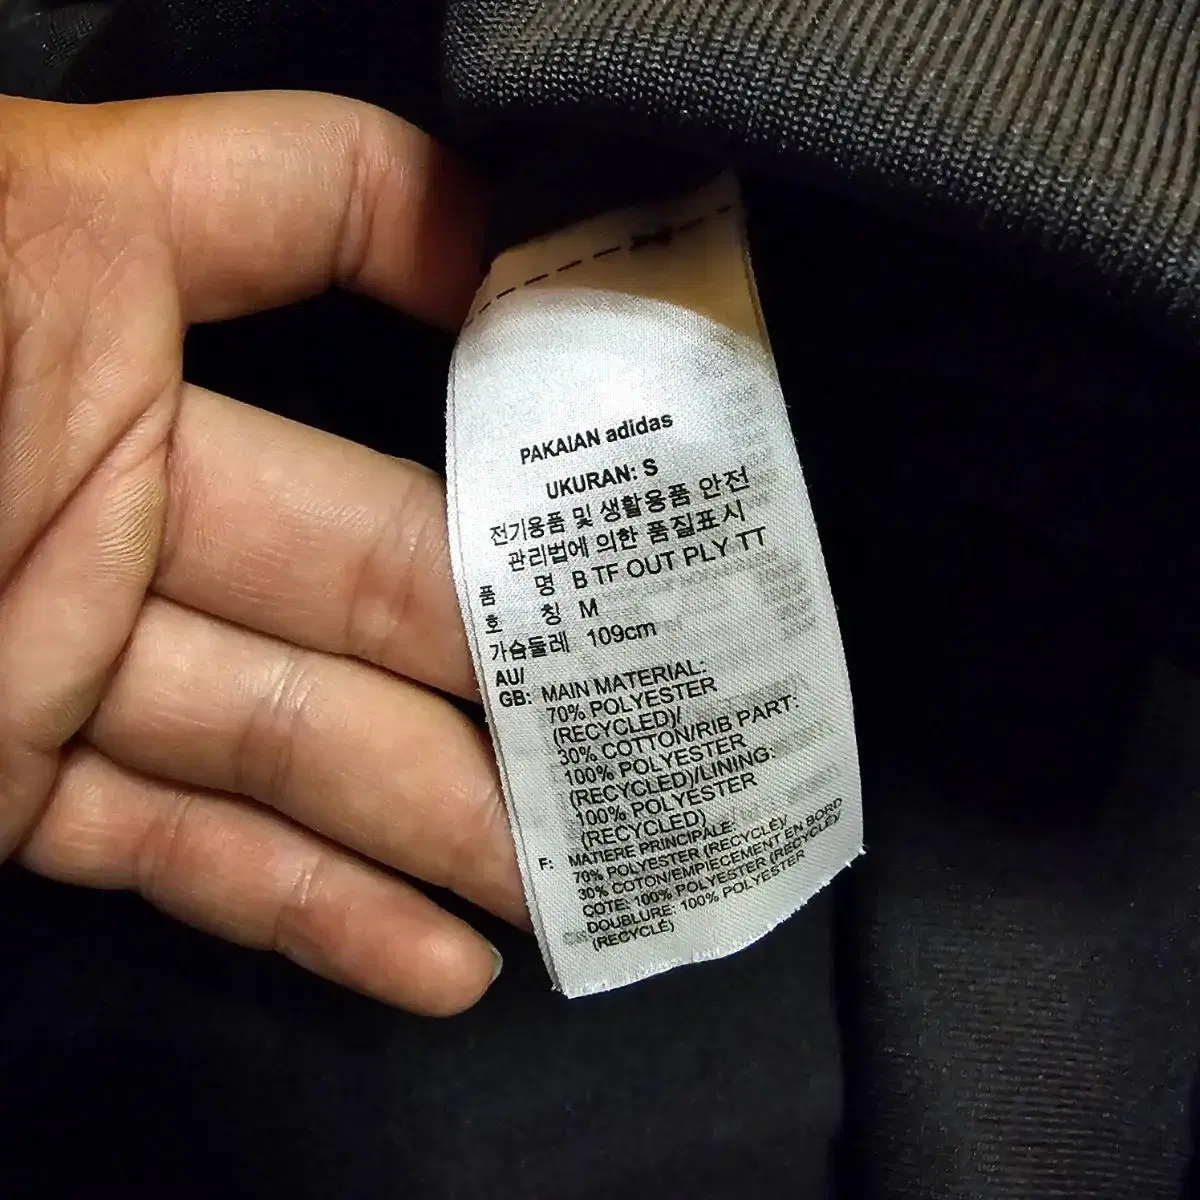 PAKAIAN adidas
UKURAN: S
전기용품 및 생활용품 안전
관리법에 의한 품질표시
품 명 B TF OUT PLY TT
호 칭 M
가슴둘레 109cm
AU/
GB: MAIN MATERIAL:
70% POLYESTER
(RECYCLED)/
30% COTTON/RIB PART:
100% POLYESTER
(RECYCLED)/LINING:
100% POLYESTER
(RECYCLED)
F: MATIERE PRINCIPALE:
70% POLYESTER (RECYCLE)/
30% COTON/EMPIECEMENT EN BORD
COTE: 100% POLYESTER (RECYCLE)/
DOUBLURE: 100% POLYESTER
(RECYCLE)